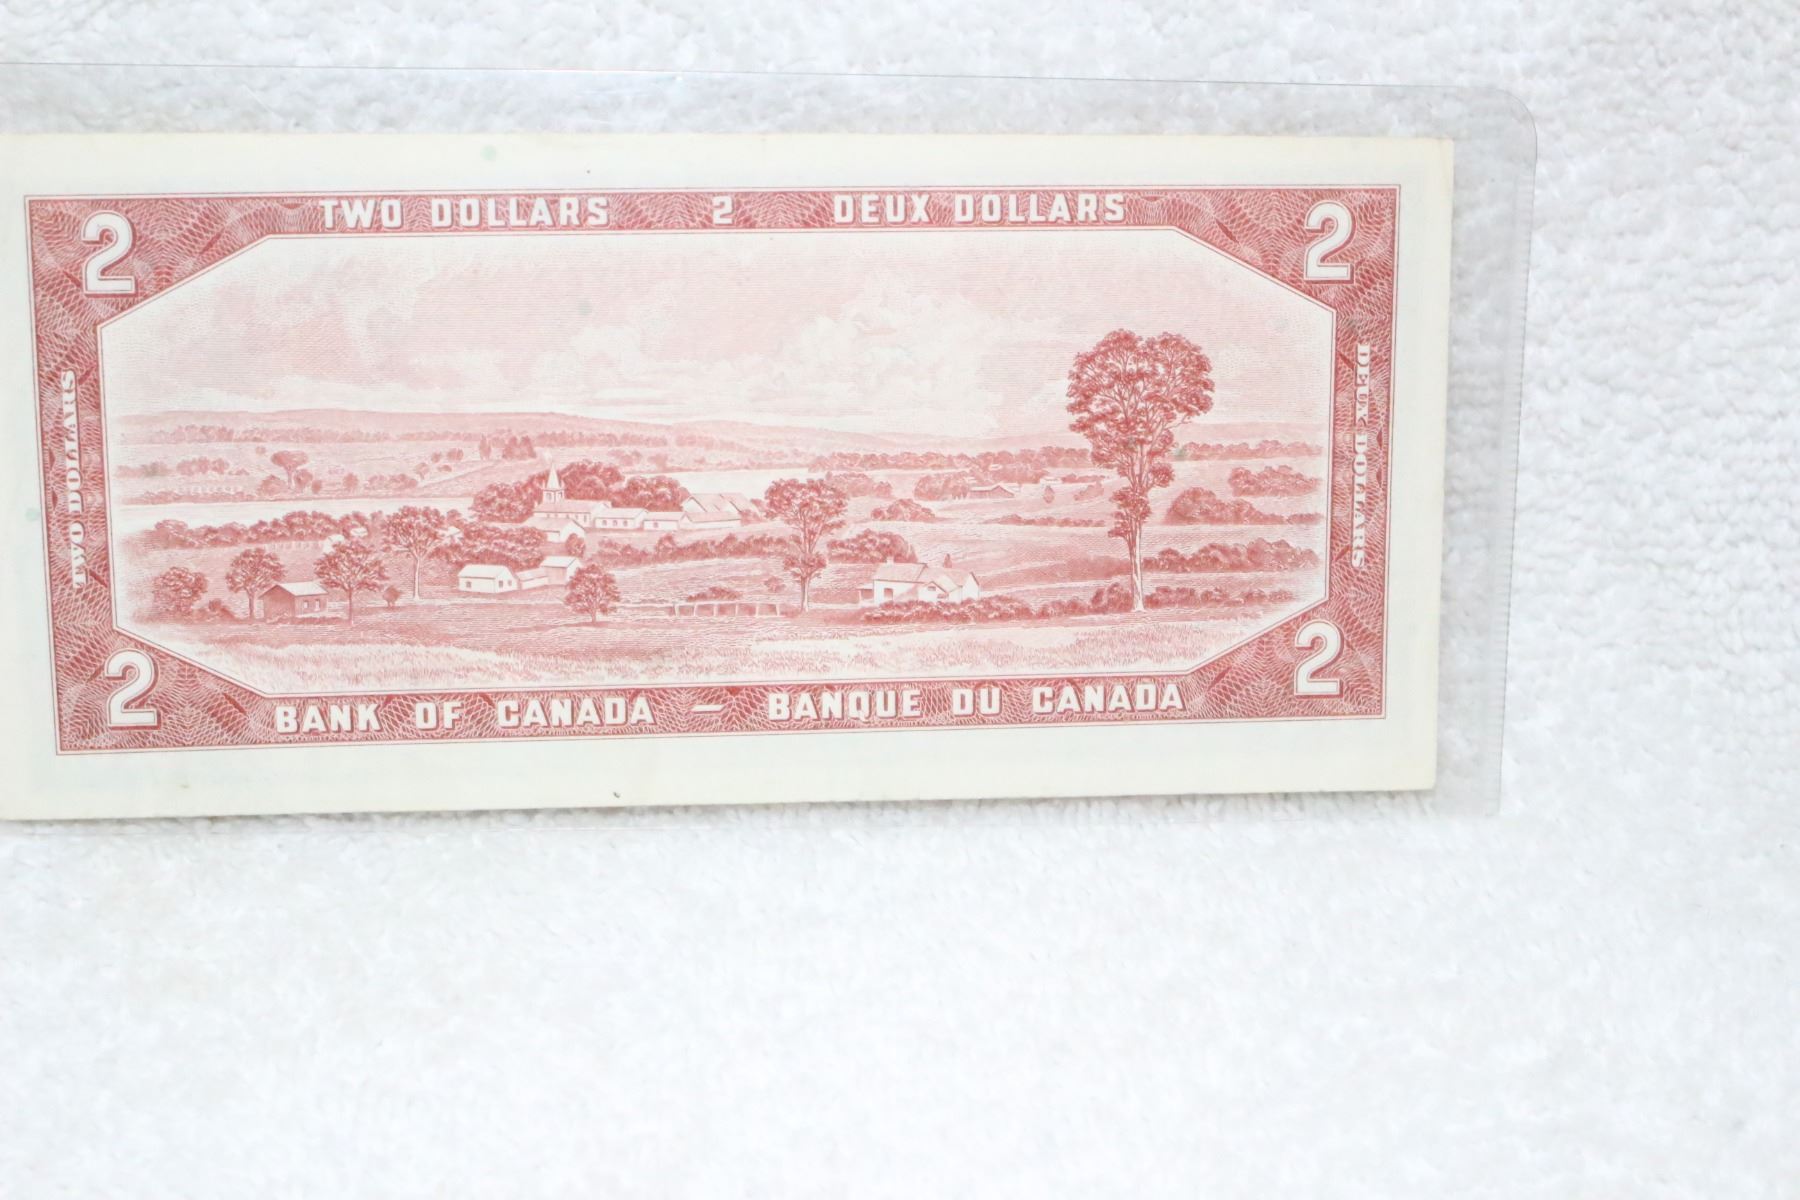 TWO DOLLARS 2 DEUX DOLLARS
2
2
TWO DOLLARS
DEUX DOLLARS
2
2
BANK OF CANADA – BANQUE DU CANADA